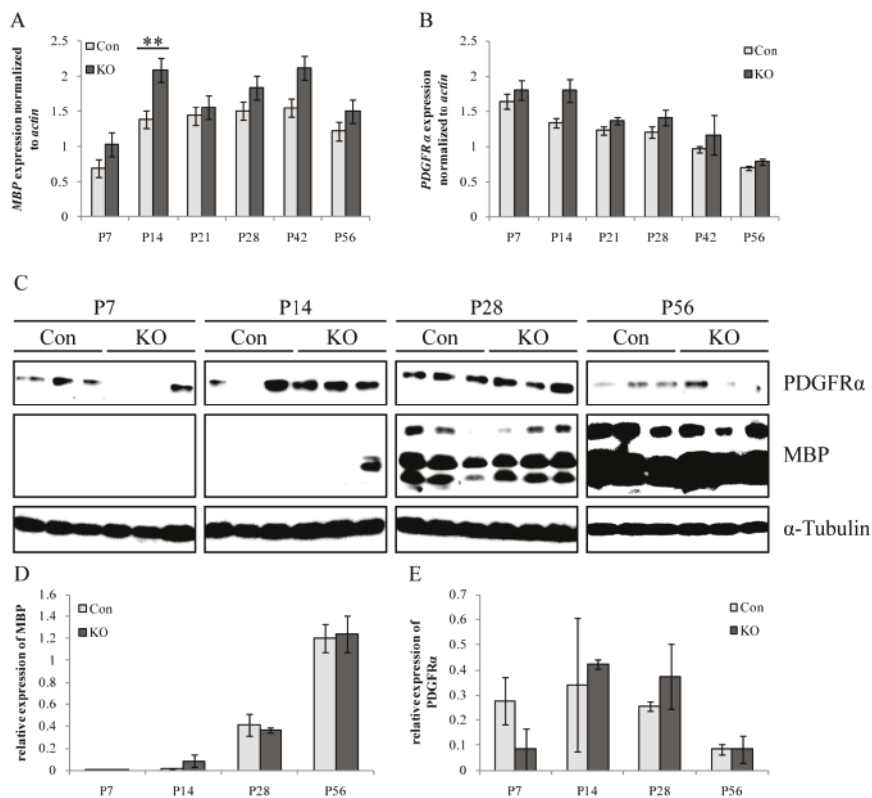 A
MBP expression normalized
to actin
2.5
2
1.5
1
0.5
0
**
Con
KO
P7 P14 P21 P28 P42 P56
B
PDGFR α expression
normalized to actin
2.5
2
1.5
1
0.5
0
Con
KO
P7 P14 P21 P28 P42 P56
C
P7 P14 P28 P56
Con KO Con KO Con KO Con KO
PDGFRα
MBP
α-Tubulin
D
relative expression of MBP
1.6
1.4
1.2
1
0.8
0.6
0.4
0.2
0
Con
KO
P7 P14 P28 P56
E
relative expression of
PDGFRα
0.7
0.6
0.5
0.4
0.3
0.2
0.1
0
Con
KO
P7 P14 P28 P56